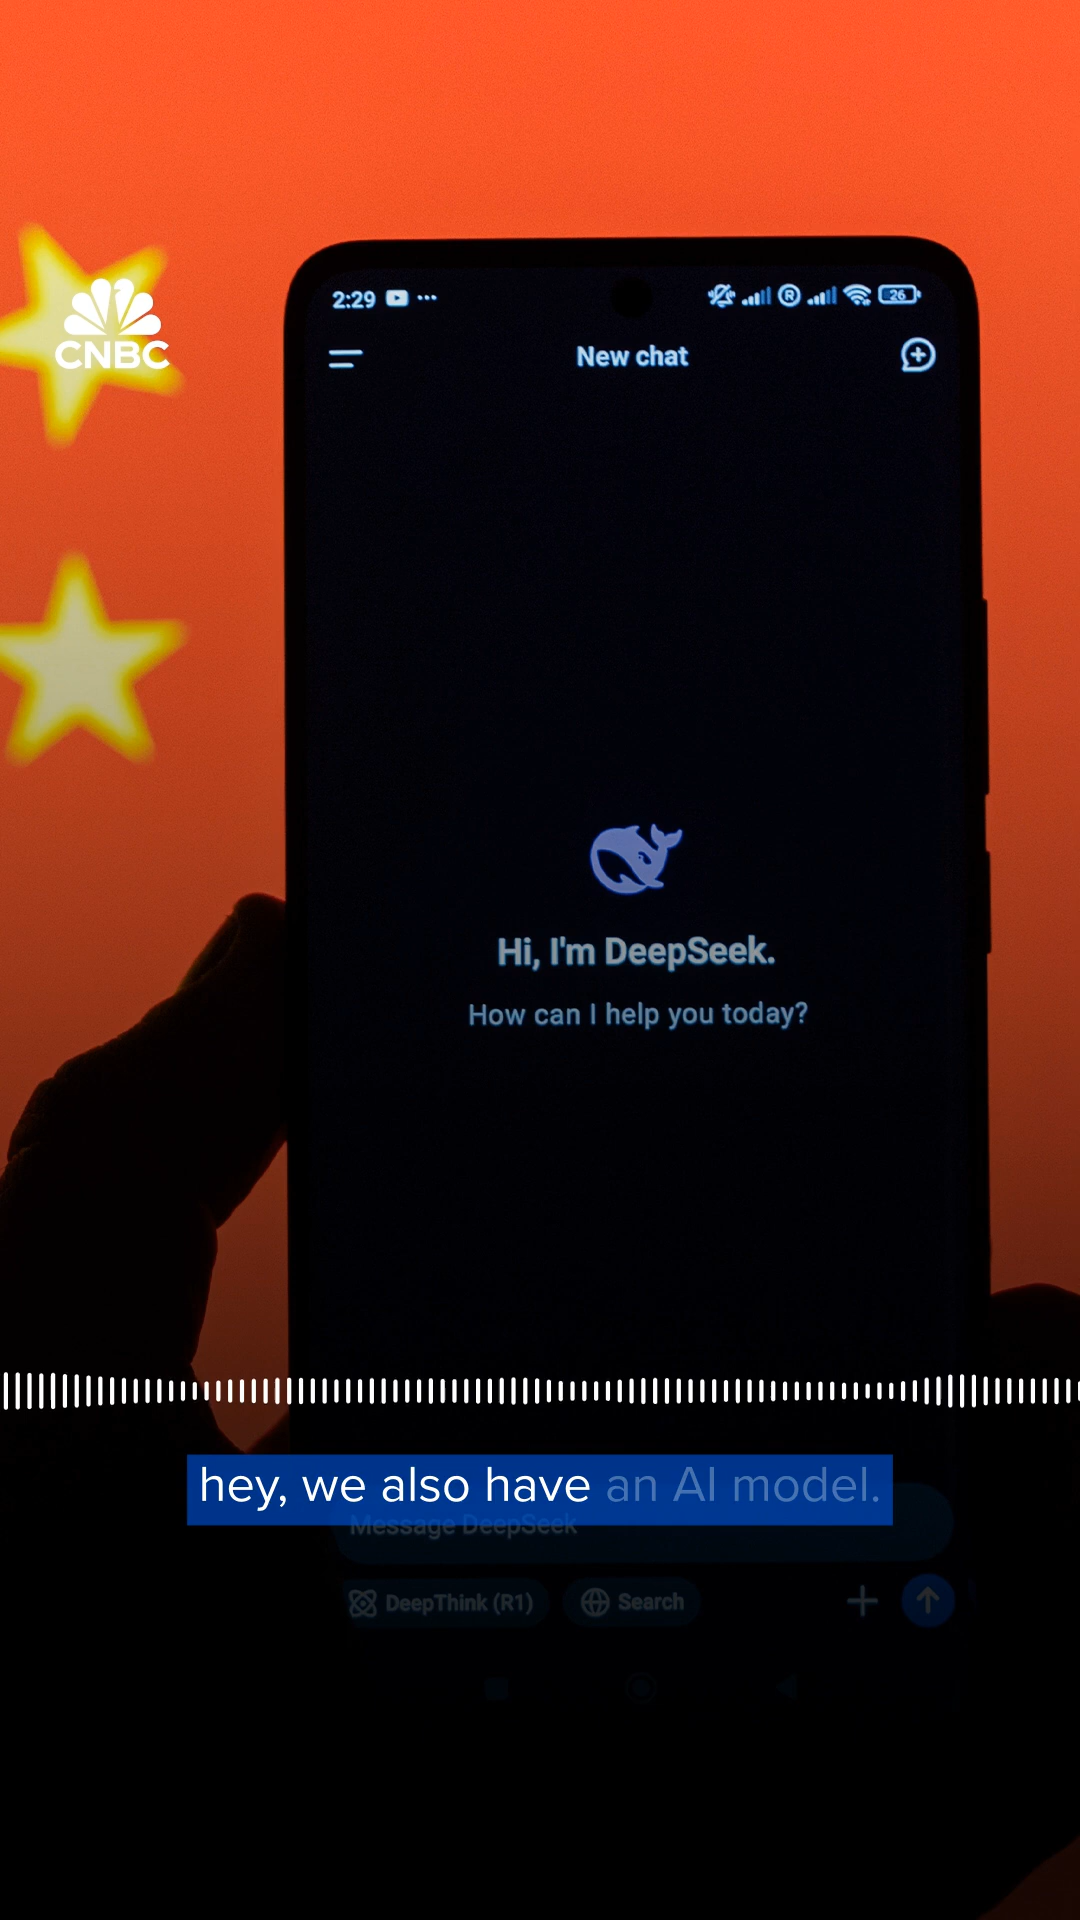 2:29
R
26
CNBC
New chat
Hi, I'm DeepSeek.
How can I help you today?
hey, we also have an AI model.
Message DeepSeek
DeepThink (R1)
Search